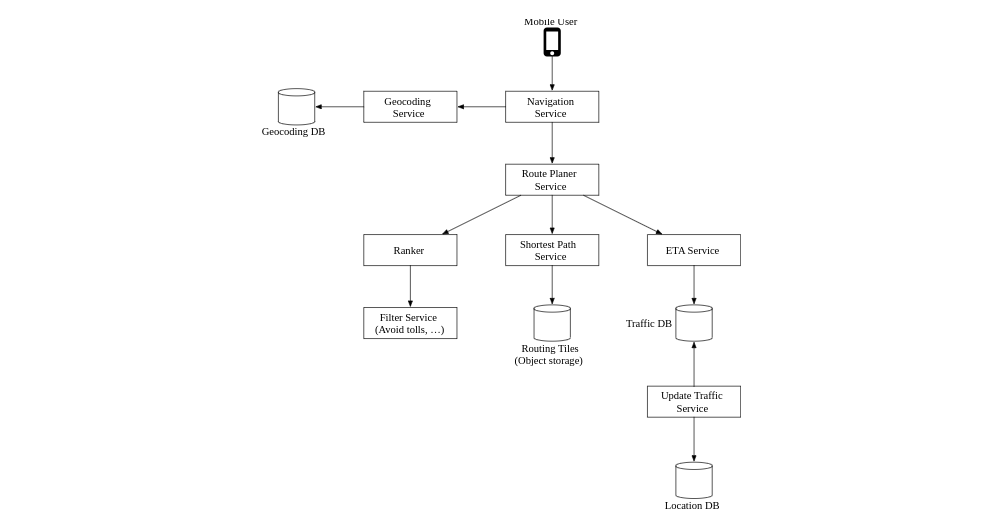 Mobile User
Geocoding
Service
Navigation
Service
Geocoding DB
Route Planer
Service
Ranker
Shortest Path
Service
ETA Service
Filter Service
(Avoid tolls, …)
Traffic DB
Routing Tiles
(Object storage)
Update Traffic
Service
Location DB